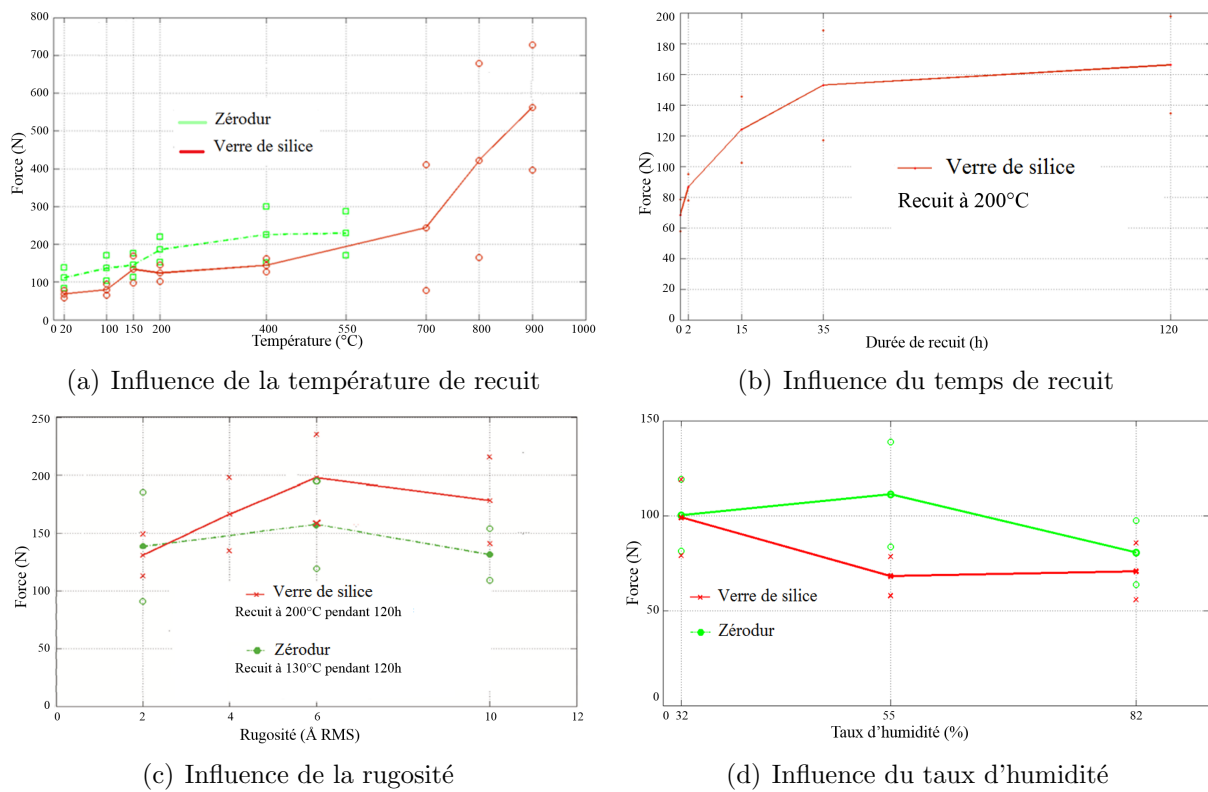 800
700
600
500
400
300
200
100
0
Force (N)
Zérodur
Verre de silice
20 100 150 200 400 550 700 800 900 1000
Température (°C)
(a) Influence de la température de recuit
200
180
160
140
120
100
80
60
40
20
0
Force (N)
Verre de silice
Recuit à 200°C
0 2 15 35 120
Durée de recuit (h)
(b) Influence du temps de recuit
250
200
150
100
50
0
Force (N)
Verre de silice
Recuit à 200°C pendant 120h
Zérodur
Recuit à 130°C pendant 120h
0 2 4 6 10 12
Rugosité (Å RMS)
(c) Influence de la rugosité
150
100
50
0
Force (N)
Verre de silice
Zérodur
0 32 55 82
Taux d'humidité (%)
(d) Influence du taux d'humidité